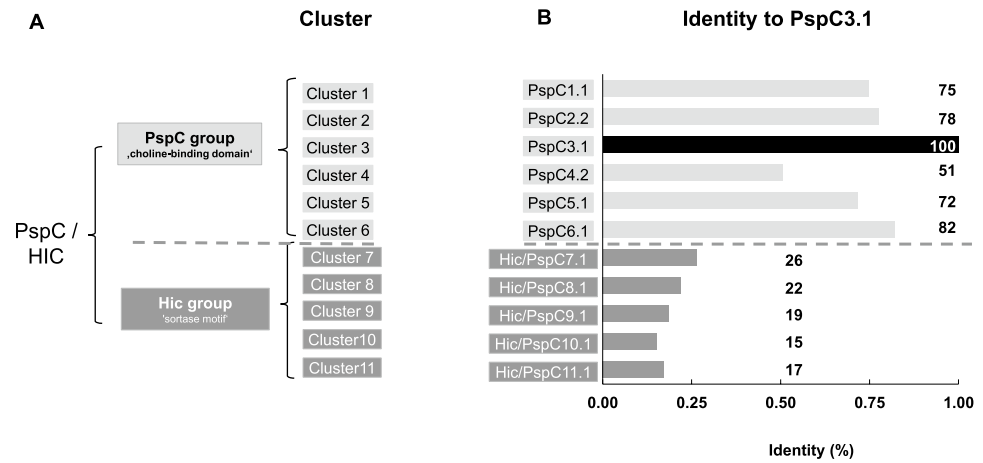 A
Cluster
PspC /
HIC
PspC group
‚choline-binding domain‘
Hic group
'sortase motif'
Cluster 1
Cluster 2
Cluster 3
Cluster 4
Cluster 5
Cluster 6
Cluster 7
Cluster 8
Cluster 9
Cluster10
Cluster11
B
Identity to PspC3.1
PspC1.1 75
PspC2.2 78
PspC3.1 100
PspC4.2 51
PspC5.1 72
PspC6.1 82
Hic/PspC7.1 26
Hic/PspC8.1 22
Hic/PspC9.1 19
Hic/PspC10.1 15
Hic/PspC11.1 17
0.00 0.25 0.50 0.75 1.00
Identity (%)